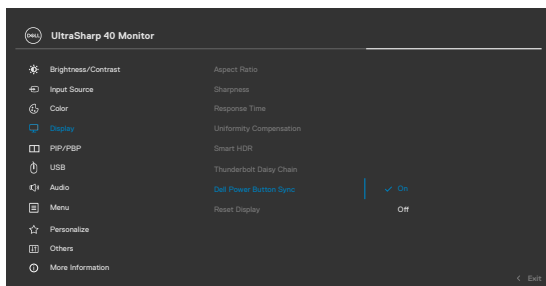 DELL UltraSharp 40 Monitor
Brightness/Contrast Aspect Ratio
Input Source Sharpness
Color Response Time
Display Uniformity Compensation
PIP/PBP Smart HDR
USB Thunderbolt Daisy Chain
Audio Dell Power Button Sync On
Menu Reset Display Off
Personalize
Others
More Information
Exit